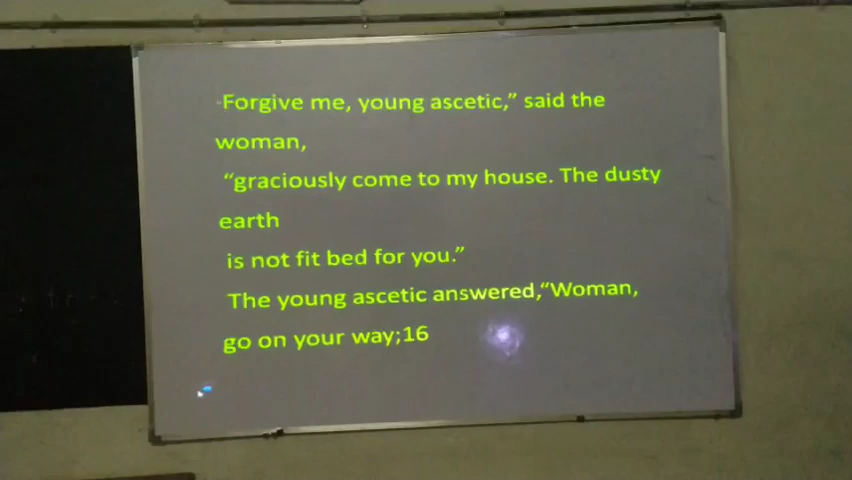 “Forgive me, young ascetic,” said the
woman,
“graciously come to my house. The dusty
earth
is not fit bed for you.”
The young ascetic answered,“Woman,
go on your way;16